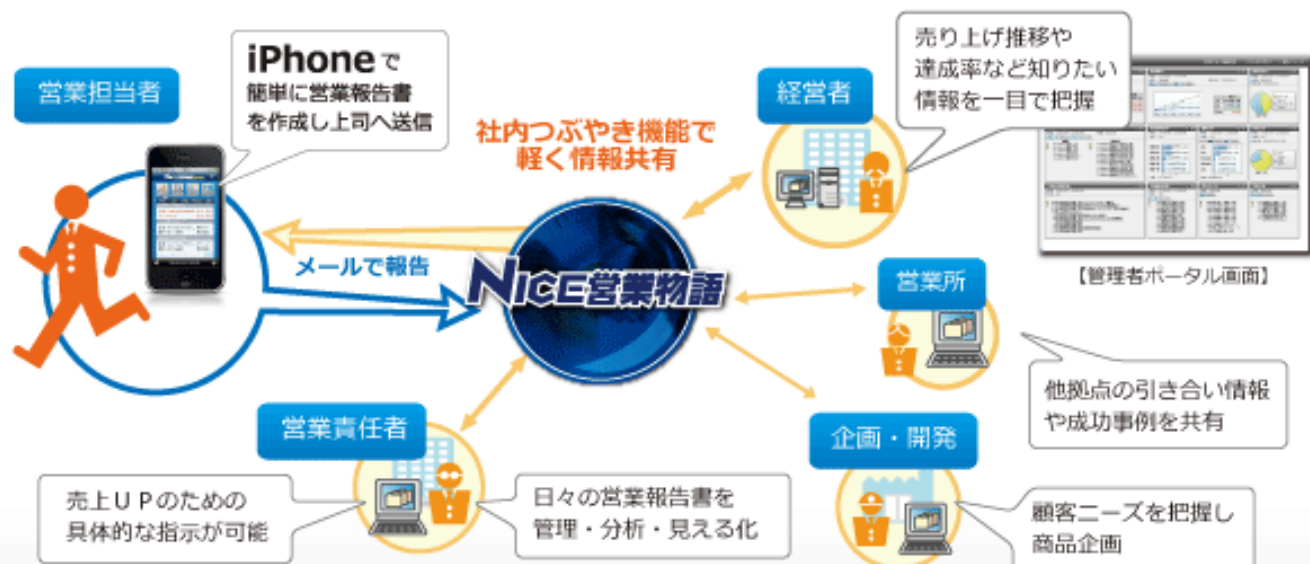 営業担当者
iPhoneで
簡単に営業報告書
を作成し上司へ送信
社内つぶやき機能で
軽く情報共有
経営者
売り上げ推移や
達成率など知りたい
情報を一目で把握
【管理者ポータル画面】
メールで報告
NICE営業物語
営業所
他拠点の引き合い情報
や成功事例を共有
営業責任者
売上UPのための
具体的な指示が可能
日々の営業報告書を
管理・分析・見える化
企画・開発
顧客ニーズを把握し
商品企画